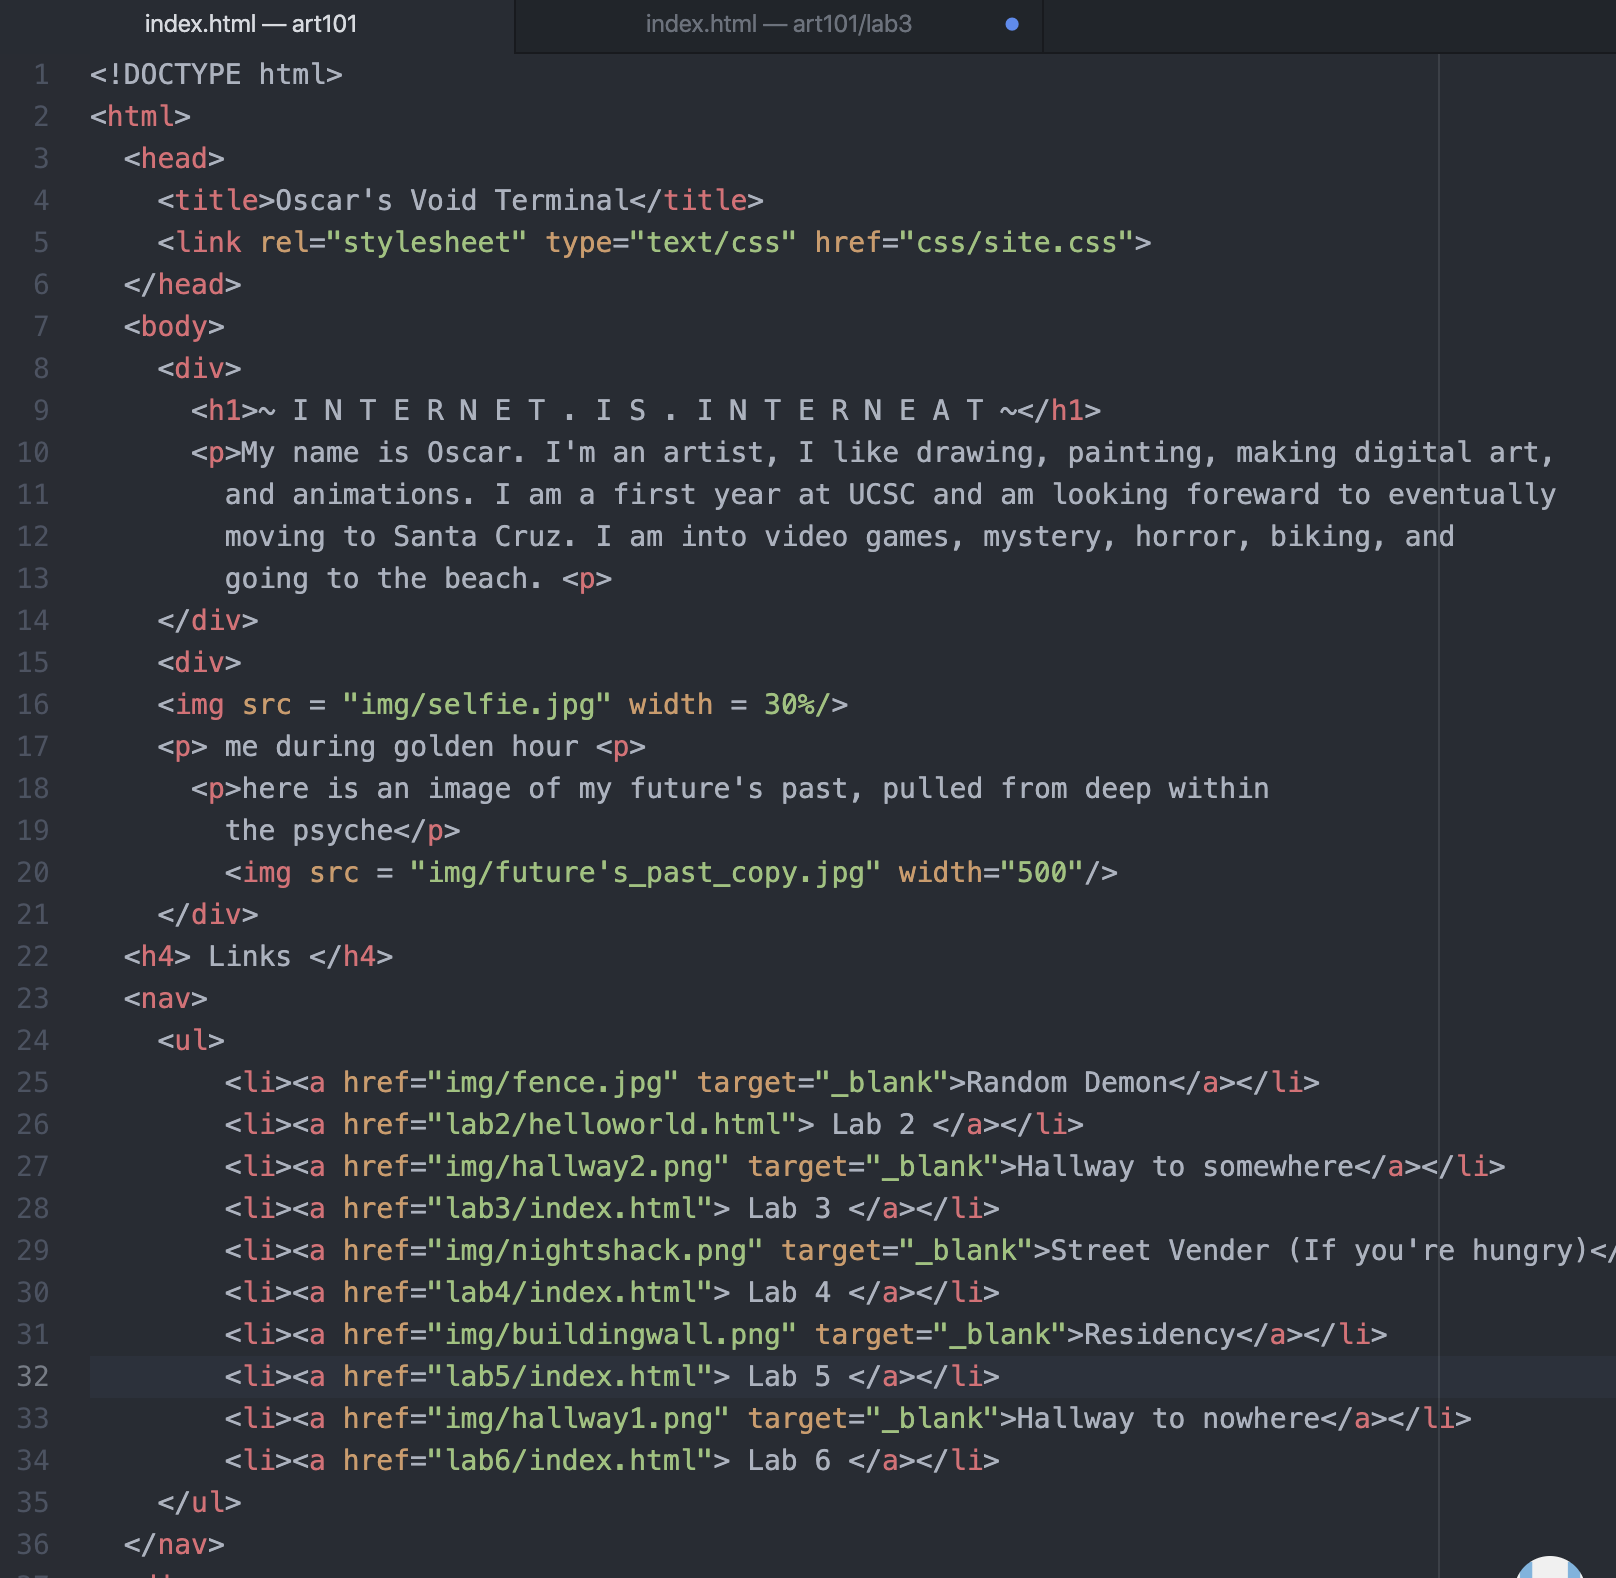 index.html — art101
index.html — art101/lab3
1 <!DOCTYPE html>
2 <html>
3 <head>
4 <title>Oscar's Void Terminal</title>
5 <link rel="stylesheet" type="text/css" href="css/site.css">
6 </head>
7 <body>
8 <div>
9 <h1>~ I N T E R N E T . I S . I N T E R N E A T ~</h1>
10 <p>My name is Oscar. I'm an artist, I like drawing, painting, making digital art,
11 and animations. I am a first year at UCSC and am looking foreward to eventually
12 moving to Santa Cruz. I am into video games, mystery, horror, biking, and
13 going to the beach. <p>
14 </div>
15 <div>
16 <img src = "img/selfie.jpg" width = 30%/>
17 <p> me during golden hour <p>
18 <p>here is an image of my future's past, pulled from deep within
19 the psyche</p>
20 <img src = "img/future's_past_copy.jpg" width="500"/>
21 </div>
22 <h4> Links </h4>
23 <nav>
24 <ul>
25 <li><a href="img/fence.jpg" target="_blank">Random Demon</a></li>
26 <li><a href="lab2/helloworld.html"> Lab 2 </a></li>
27 <li><a href="img/hallway2.png" target="_blank">Hallway to somewhere</a></li>
28 <li><a href="lab3/index.html"> Lab 3 </a></li>
29 <li><a href="img/nightshack.png" target="_blank">Street Vender (If you're hungry)</
30 <li><a href="lab4/index.html"> Lab 4 </a></li>
31 <li><a href="img/buildingwall.png" target="_blank">Residency</a></li>
32 <li><a href="lab5/index.html"> Lab 5 </a></li>
33 <li><a href="img/hallway1.png" target="_blank">Hallway to nowhere</a></li>
34 <li><a href="lab6/index.html"> Lab 6 </a></li>
35 </ul>
36 </nav>